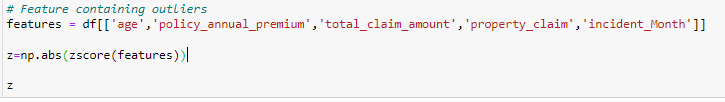 # Feature containing outliers
features = df[['age','policy_annual_premium','total_claim_amount','property_claim','incident_Month']]
z=np.abs(zscore(features))
z